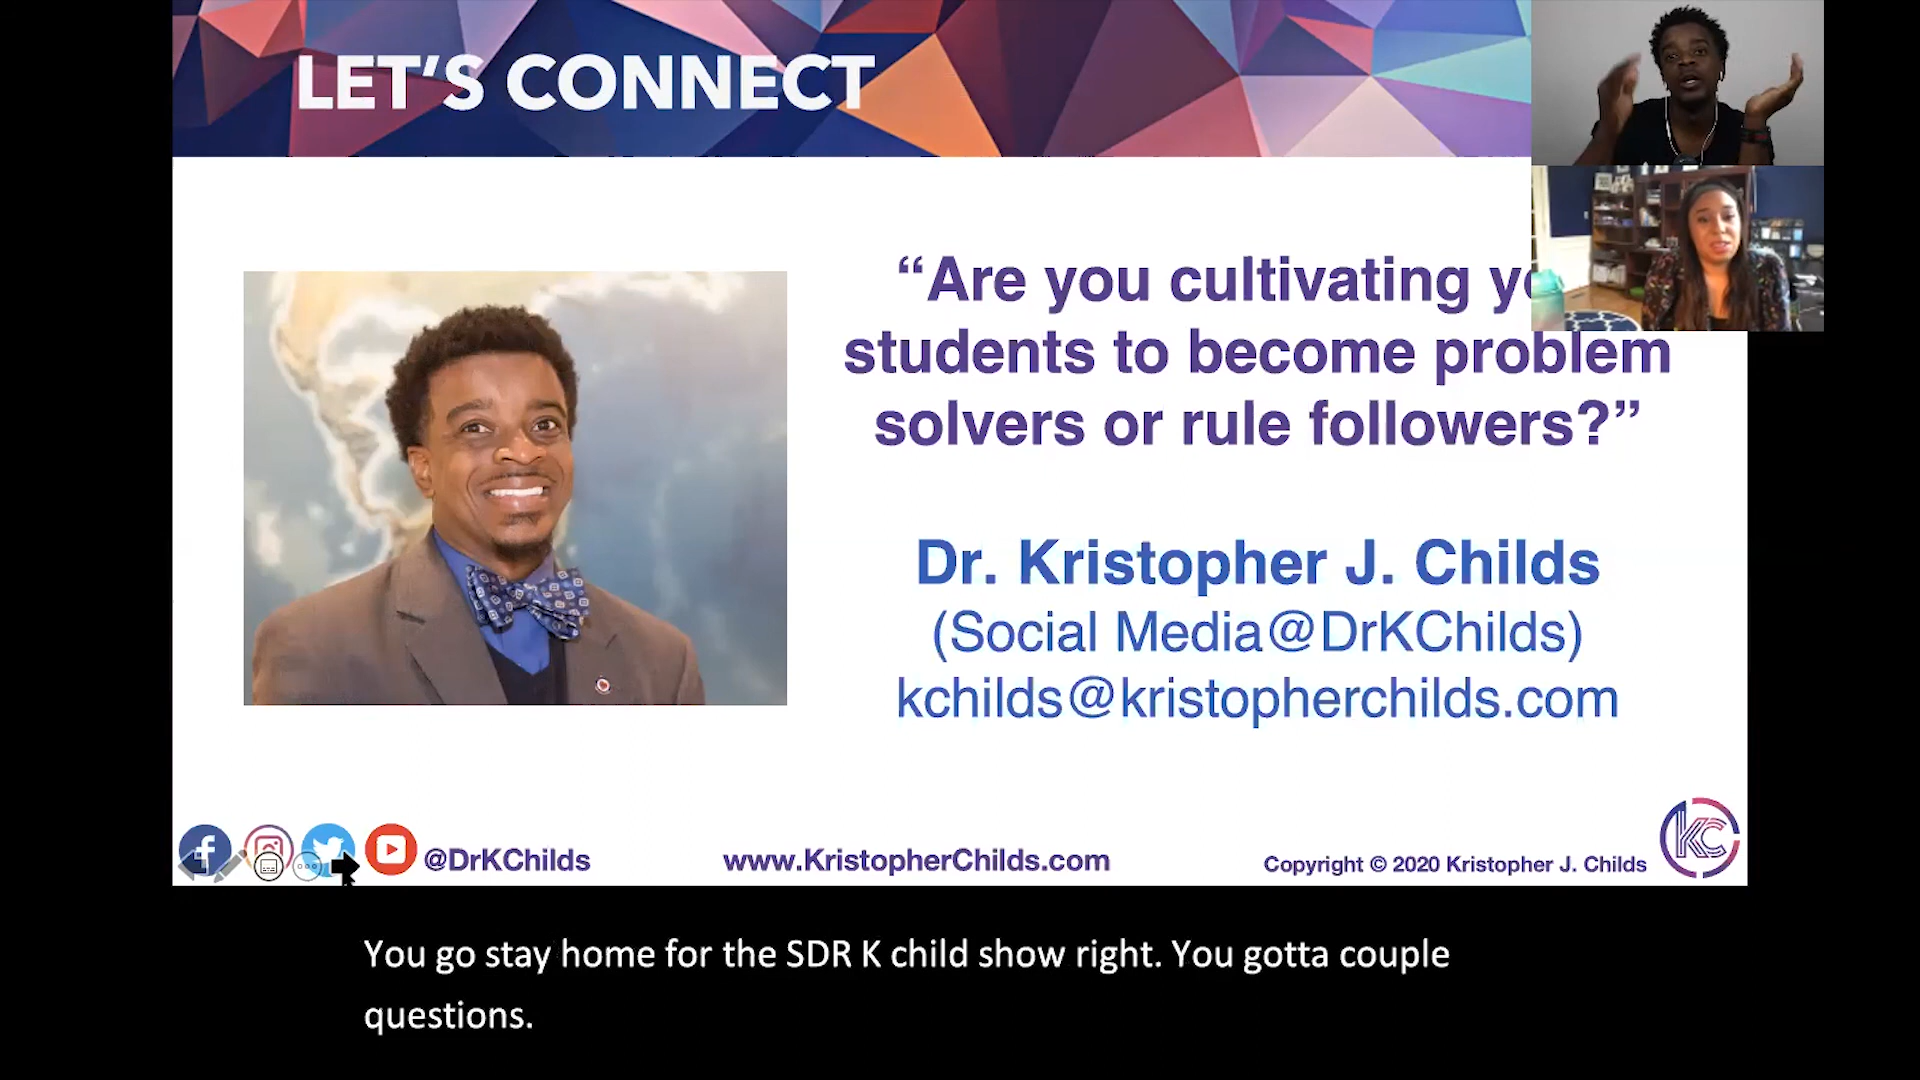 LET'S CONNECT
“Are you cultivating
students to become problem
solvers or rule followers?”
Dr. Kristopher J. Childs
(Social Media@DrKChilds)
kchilds@kristopherchilds.com
@DrKChilds
www.KristopherChilds.com
Copyright © 2020 Kristopher J. Childs
KC
You go stay home for the SDR K child show right. You gotta couple
questions.